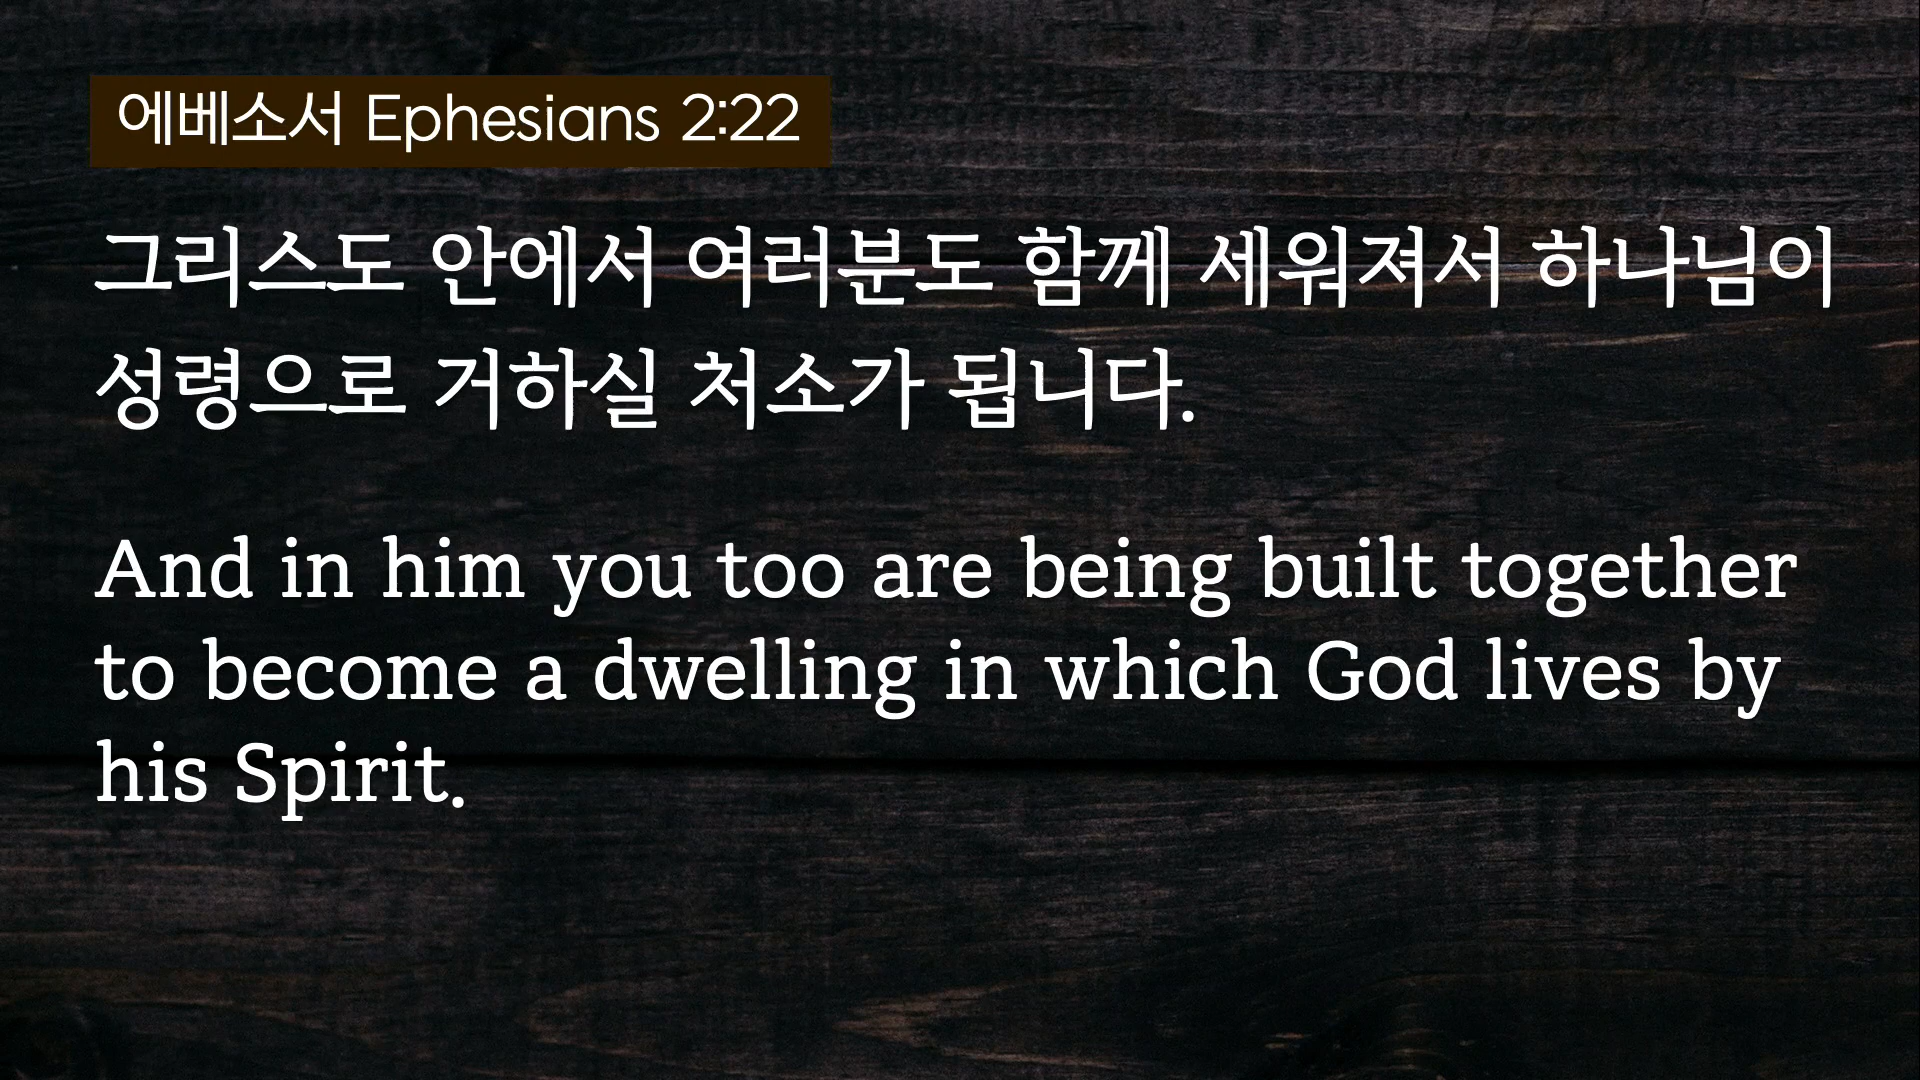 에베소서 Ephesians 2:22
그리스도 안에서 여러분도 함께 세워져서 하나님이
성령으로 거하실 처소가 됩니다.
And in him you too are being built together
to become a dwelling in which God lives by
his Spirit.